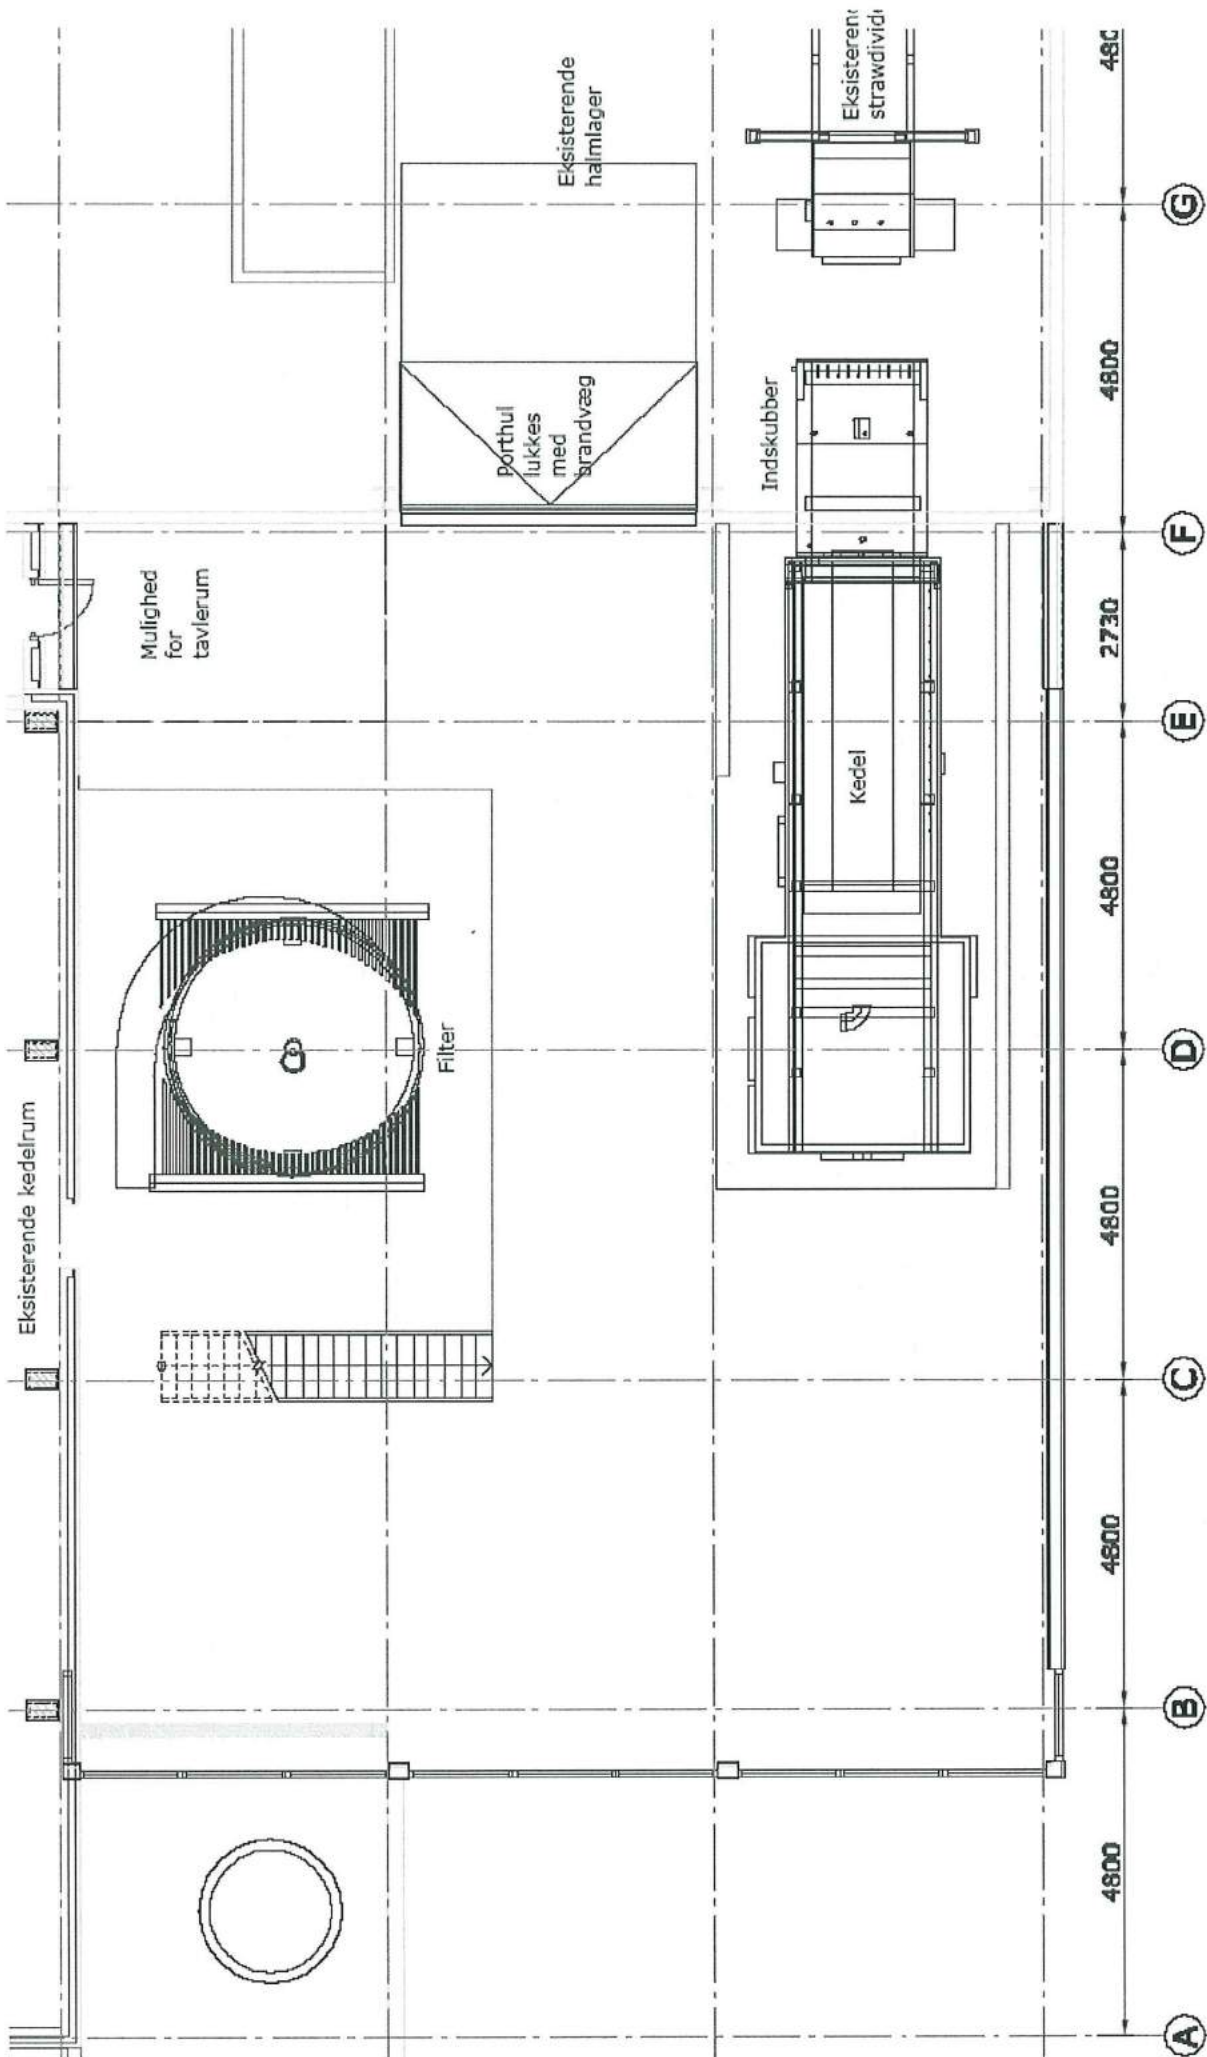 Eksisterende kedelrum
Mulighed
for
tavlerum
Filter
Porthul
lukkes
med
brandvæg
Eksisterende
halmlager
Indskubber
Kedel
4800
4800
4800
4800
2730
4800
A
B
C
D
E
F
G